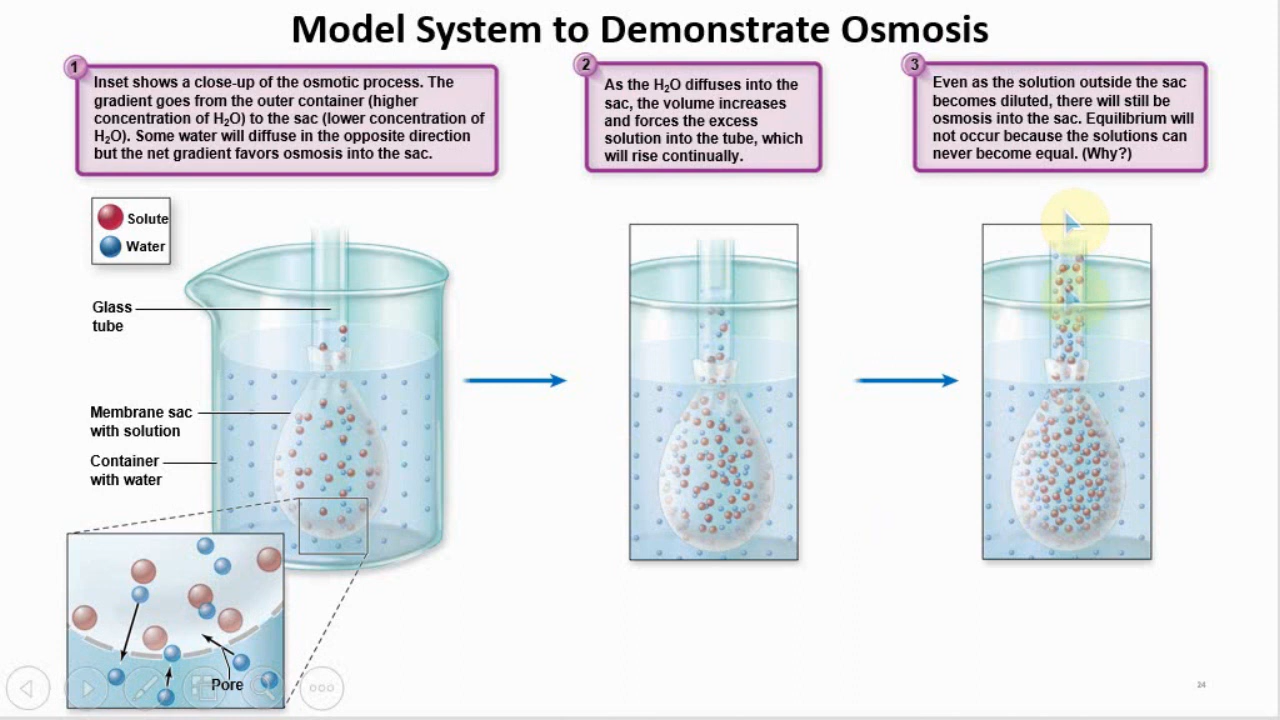 Model System to Demonstrate Osmosis
1
Inset shows a close-up of the osmotic process. The
gradient goes from the outer container (higher
concentration of H₂O) to the sac (lower concentration of
H₂O). Some water will diffuse in the opposite direction
but the net gradient favors osmosis into the sac.
2
As the H₂O diffuses into the
sac, the volume increases
and forces the excess
solution into the tube, which
will rise continually.
3
Even as the solution outside the sac
becomes diluted, there will still be
osmosis into the sac. Equilibrium will
not occur because the solutions can
never become equal. (Why?)
Solute
Water
Glass
tube
Membrane sac
with solution
Container
with water
Pore
24